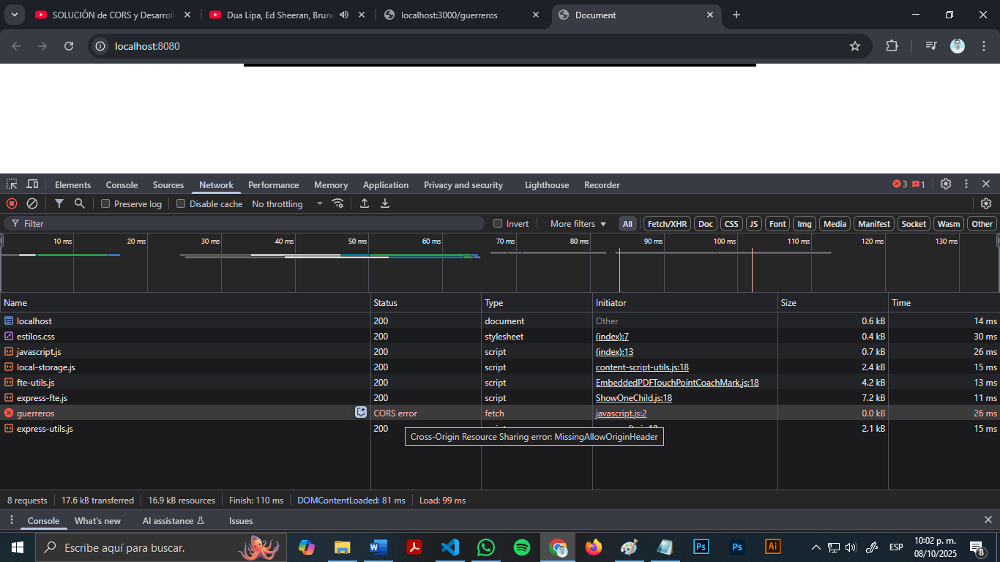 SOLUCIÓN de CORS y Desarroll
Dua Lipa, Ed Sheeran, Bruno
localhost:3000/guerreros
Document
localhost:8080
Elements Console Sources Network Performance Memory Application Privacy and security Lighthouse Recorder 3 1
Preserve log Disable cache No throttling
Filter Invert More filters All Fetch/XHR Doc CSS JS Font Img Media Manifest Socket Wasm Other
10 ms 20 ms 30 ms 40 ms 50 ms 60 ms 70 ms 80 ms 90 ms 100 ms 110 ms 120 ms 130 ms
Name Status Type Initiator Size Time
localhost 200 document Other 0.6 kB 14 ms
estilos.css 200 stylesheet (index):7 0.4 kB 30 ms
javascript.js 200 script (index):13 0.7 kB 26 ms
local-storage.js 200 script content-script-utils.js:18 2.4 kB 15 ms
fte-utils.js 200 script EmbeddedPDFTouchPointCoachMark.js:18 4.2 kB 13 ms
express-fte.js 200 script ShowOneChild.js:18 7.2 kB 11 ms
guerreros CORS error fetch javascript.js:2 0.0 kB 26 ms
express-utils.js 200 2.1 kB 15 ms
Cross-Origin Resource Sharing error: MissingAllowOriginHeader
8 requests 17.6 kB transferred 16.9 kB resources Finish: 110 ms DOMContentLoaded: 81 ms Load: 99 ms
Console What's new AI assistance Issues
Escribe aquí para buscar.
W
Ps
Ps
Ai
ESP
10:02 p. m.
08/10/2025
8